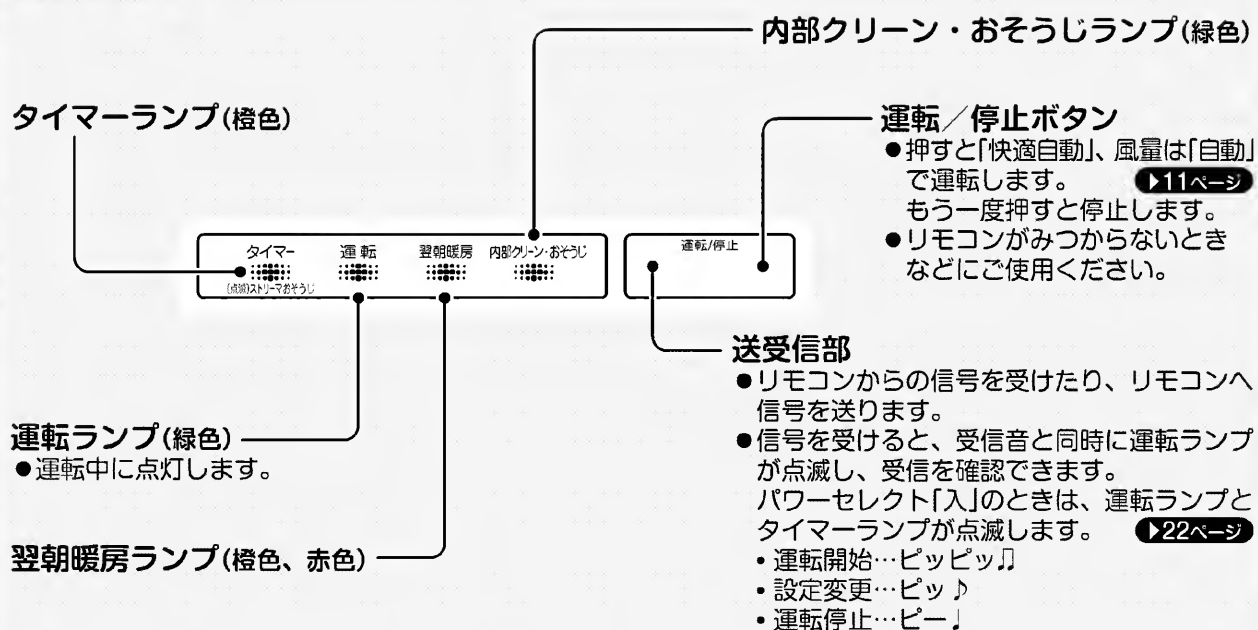 内部クリーン・おそうじランプ(緑色)
タイマーランプ(橙色)
運転／停止ボタン
●押すと「快適自動」、風量は「自動」
で運転します。 ▶11ページ
もう一度押すと停止します。
●リモコンがみつからないとき
などにご使用ください。
タイマー 運転 翌朝暖房 内部クリーン・おそうじ
(点滅)ストリーマおそうじ
運転/停止
送受信部
●リモコンからの信号を受けたり、リモコンへ
信号を送ります。
●信号を受けると、受信音と同時に運転ランプ
が点滅し、受信を確認できます。
パワーセレクト「入」のときは、運転ランプと
タイマーランプが点滅します。 ▶22ページ
・運転開始…ピッピッ♫
・設定変更…ピッ♪
・運転停止…ピー♩
運転ランプ(緑色)
●運転中に点灯します。
翌朝暖房ランプ(橙色、赤色)